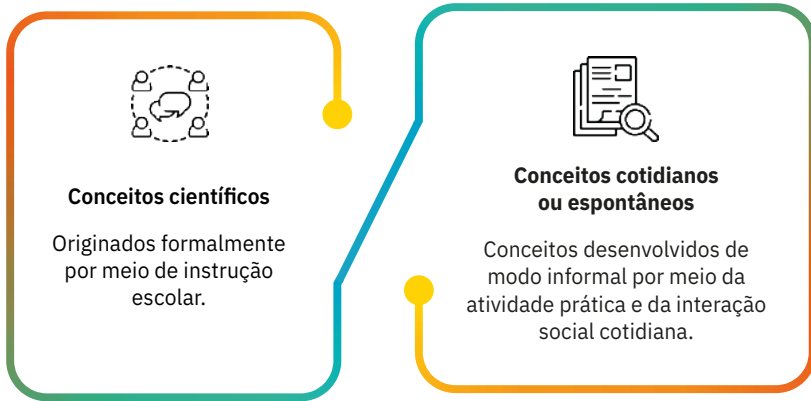 Conceitos científicos
Originados formalmente
por meio de instrução
escolar.
Conceitos cotidianos
ou espontâneos
Conceitos desenvolvidos de
modo informal por meio da
atividade prática e da interação
social cotidiana.